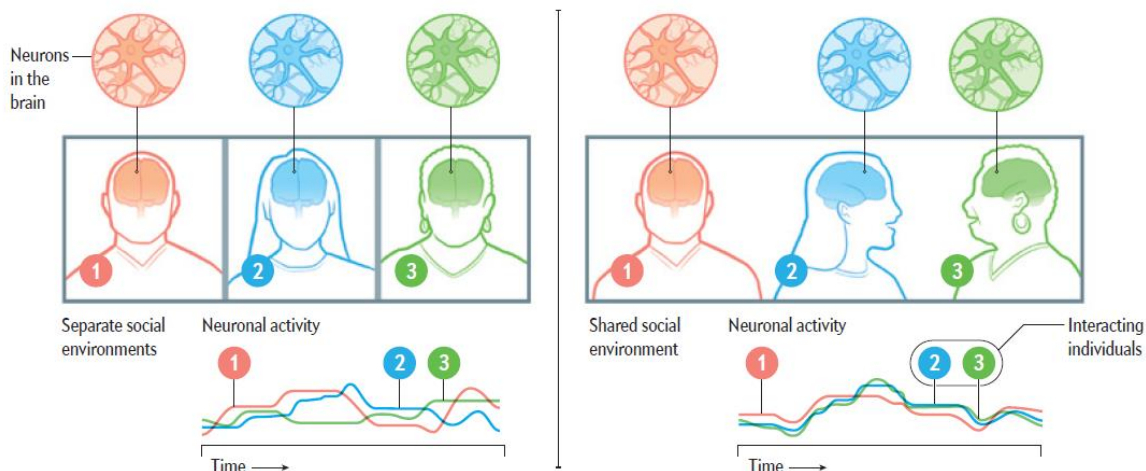 Neurons
in the
brain
1
2
3
Separate social
environments
Neuronal activity
1
2
3
Time
1
2
3
Shared social
environment
Neuronal activity
Interacting
individuals
1
2
3
Time